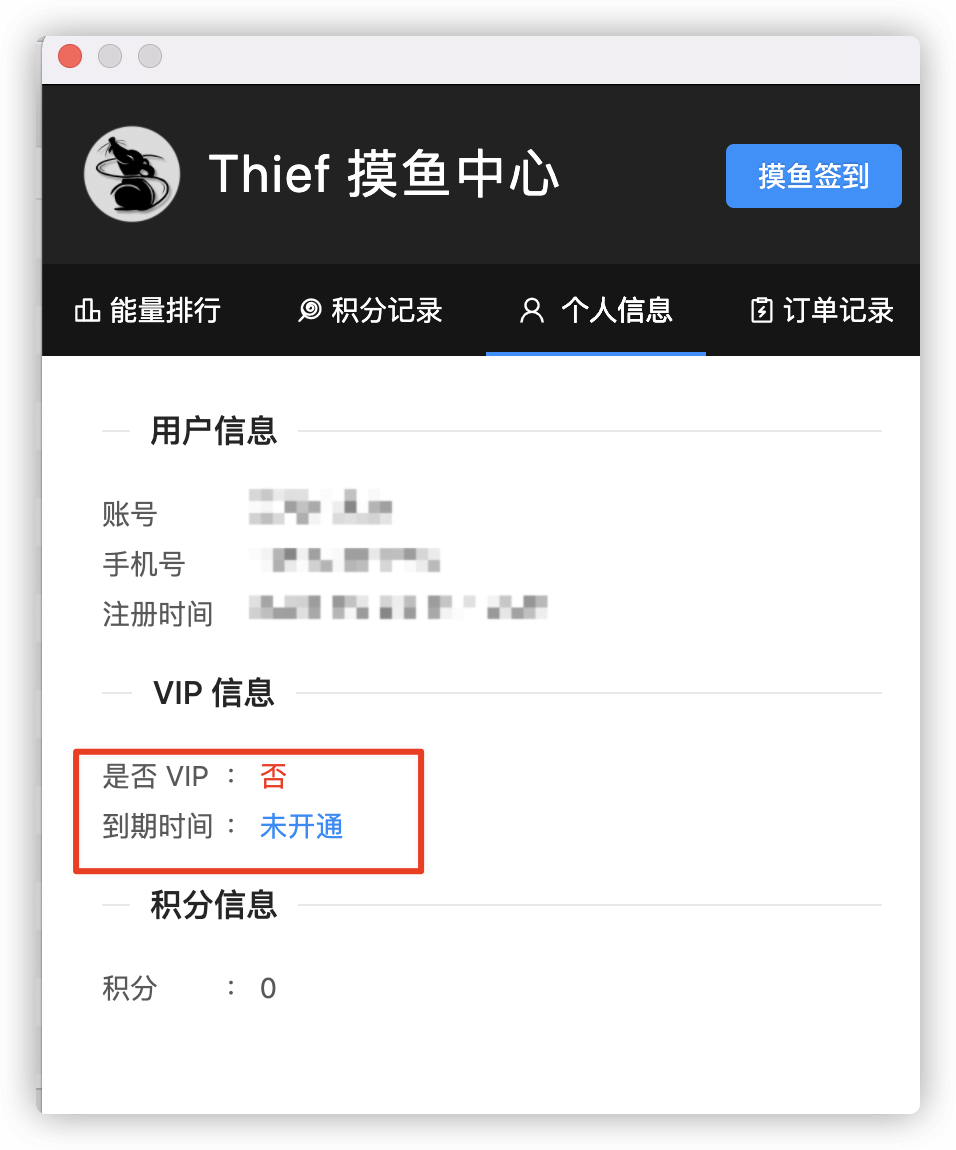 Thief 摸鱼中心
摸鱼签到
能量排行
积分记录
个人信息
订单记录
用户信息
账号
手机号
注册时间
VIP 信息
是否 VIP ： 否
到期时间 ： 未开通
积分信息
积分 ： 0